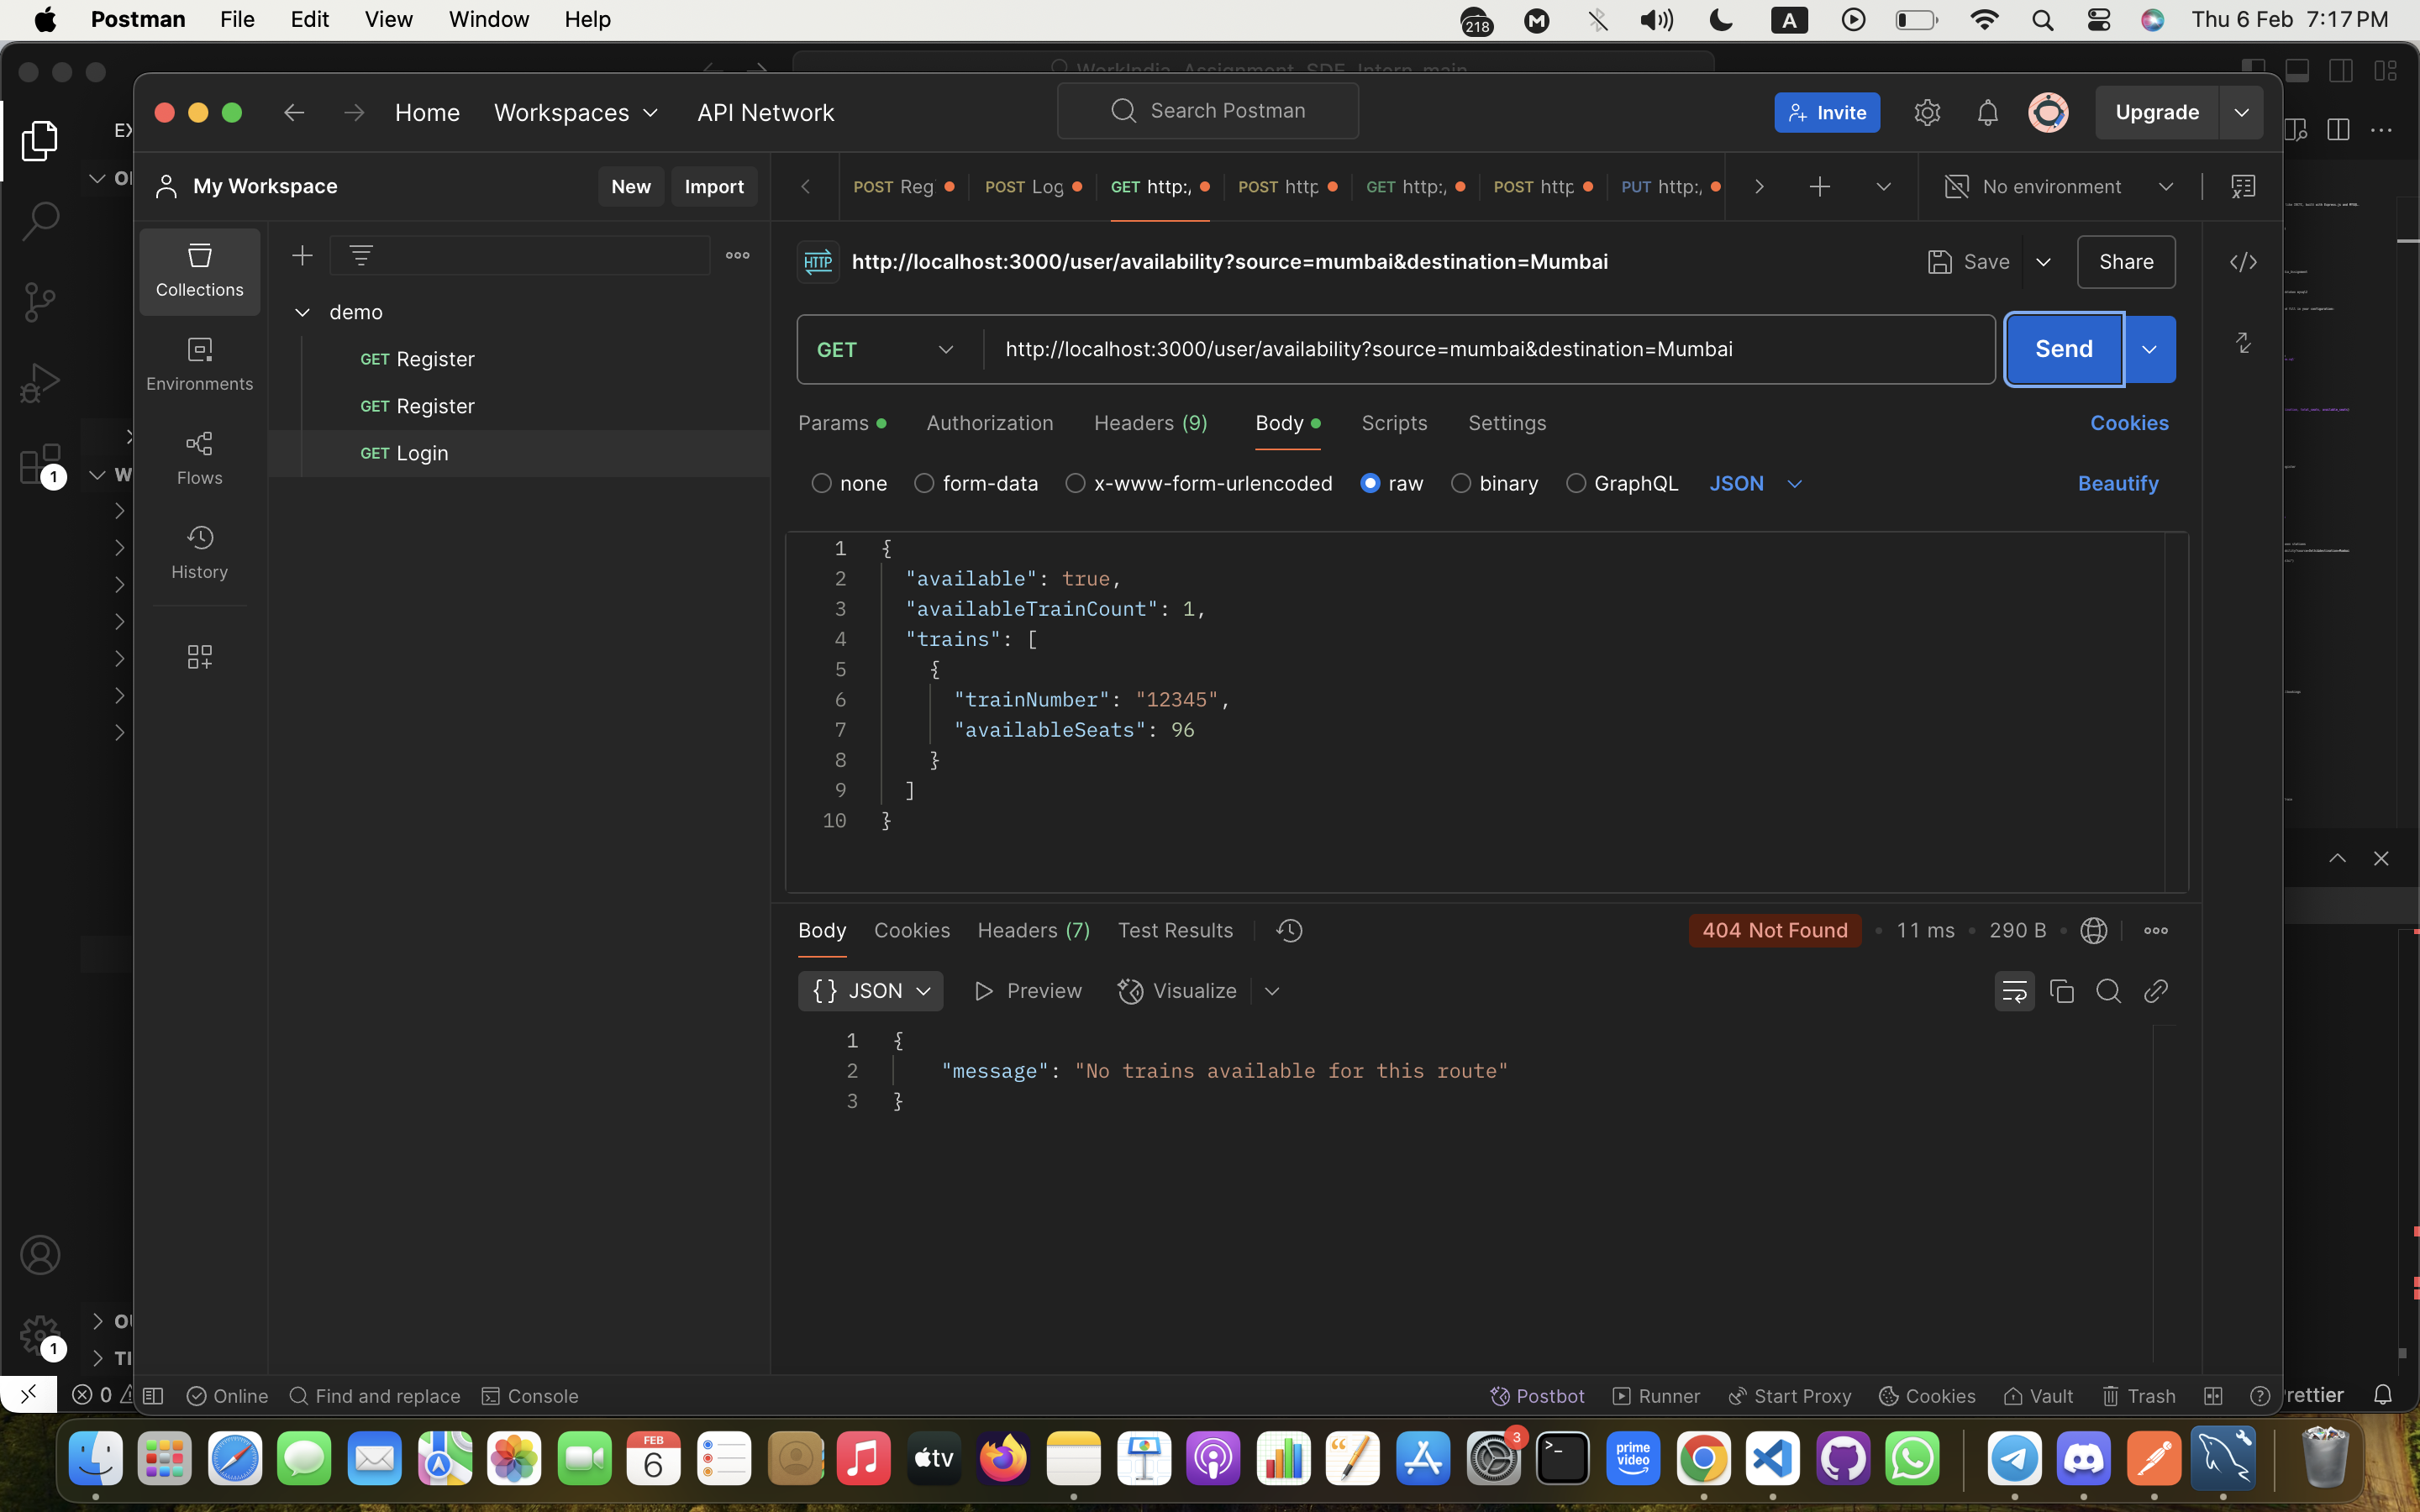 Postman File Edit View Window Help
218 A Thu 6 Feb 7:17 PM
WorkIndia_Assignment_SDE_Intern-main
Home Workspaces API Network
Search Postman
Invite
Upgrade
My Workspace
New Import
POST Reg POST Log GET http:/ POST http GET http:/ POST http PUT http:/
No environment
Collections
Environments
Flows
History
demo
GET Register
GET Register
GET Login
HTTP http://localhost:3000/user/availability?source=mumbai&destination=Mumbai
Save Share
GET http://localhost:3000/user/availability?source=mumbai&destination=Mumbai
Send
Params Authorization Headers (9) Body Scripts Settings Cookies
none form-data x-www-form-urlencoded raw binary GraphQL JSON Beautify
1 {
2 "available": true,
3 "availableTrainCount": 1,
4 "trains": [
5 {
6 "trainNumber": "12345",
7 "availableSeats": 96
8 }
9 ]
10 }
Body Cookies Headers (7) Test Results
404 Not Found 11 ms 290 B
{} JSON Preview Visualize
1 {
2 "message": "No trains available for this route"
3 }
1
1
0
Online Find and replace Console
Postbot Runner Start Proxy Cookies Vault Trash
rettier
FEB
6
tv
3
prime
video